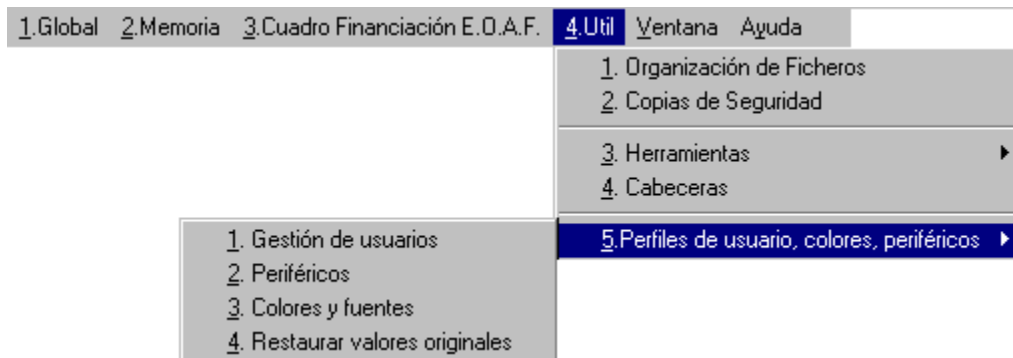 1.Global 2.Memoria 3.Cuadro Financiación E.O.A.F. 4.Util Ventana Ayuda
1. Organización de Ficheros
2. Copias de Seguridad
3. Herramientas
4. Cabeceras
5.Perfiles de usuario, colores, periféricos
1. Gestión de usuarios
2. Periféricos
3. Colores y fuentes
4. Restaurar valores originales